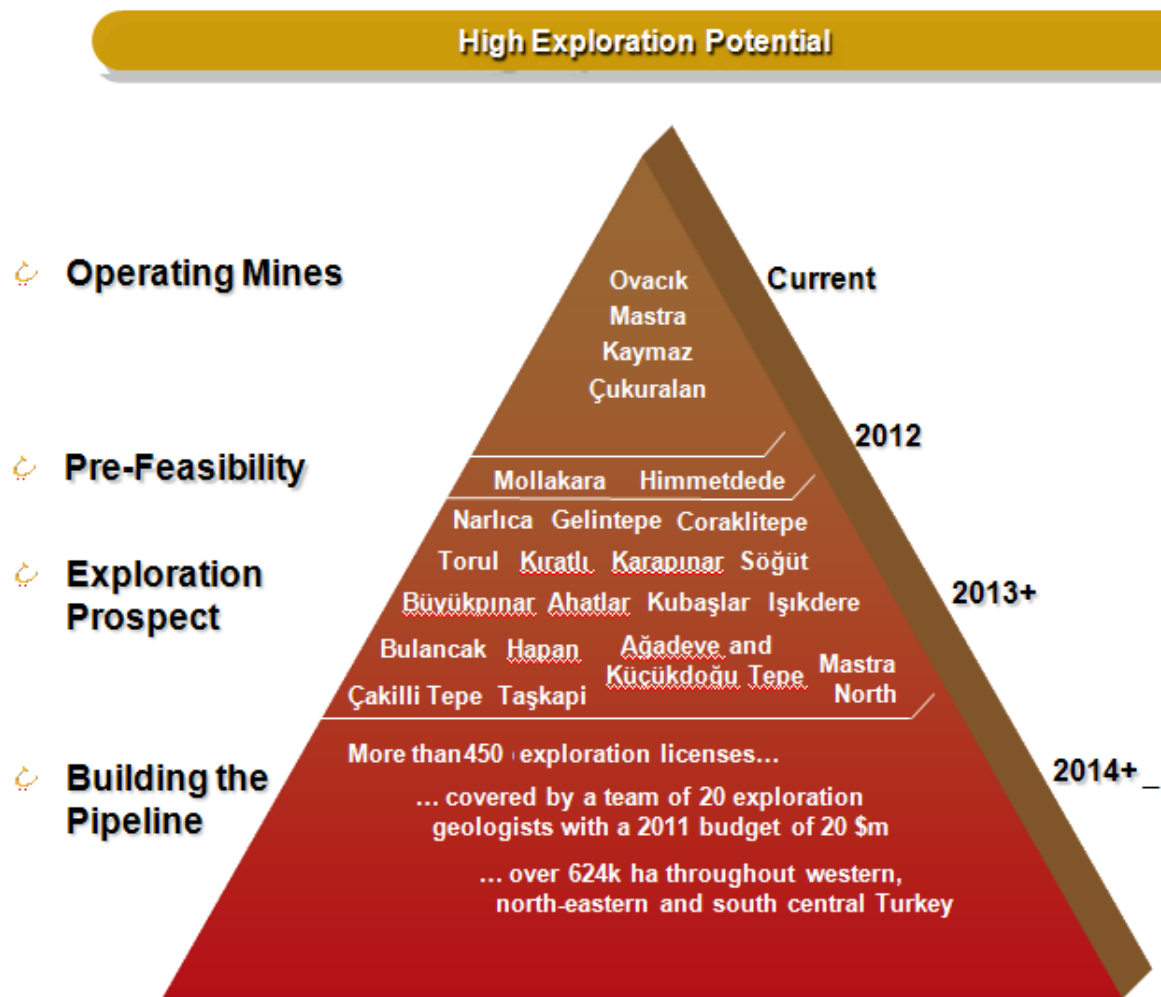 High Exploration Potential
Operating Mines
Ovacık
Mastra
Kaymaz
Çukuralan
Current
2012
Pre-Feasibility
Mollakara Himmetdede
Exploration
Prospect
Narlıca Gelintepe Coraklitepe
Torul Kıratlı Karapınar Söğüt
Büyükpınar Ahatlar Kubaşlar Işıkdere
Bulancak Hapan Ağadeve and
Küçükdoğu Tepe
Mastra
North
Çakilli Tepe Taşkapi
2013+
Building the
Pipeline
More than 450 exploration licenses…
… covered by a team of 20 exploration
geologists with a 2011 budget of 20 $m
… over 624k ha throughout western,
north-eastern and south central Turkey
2014+ _